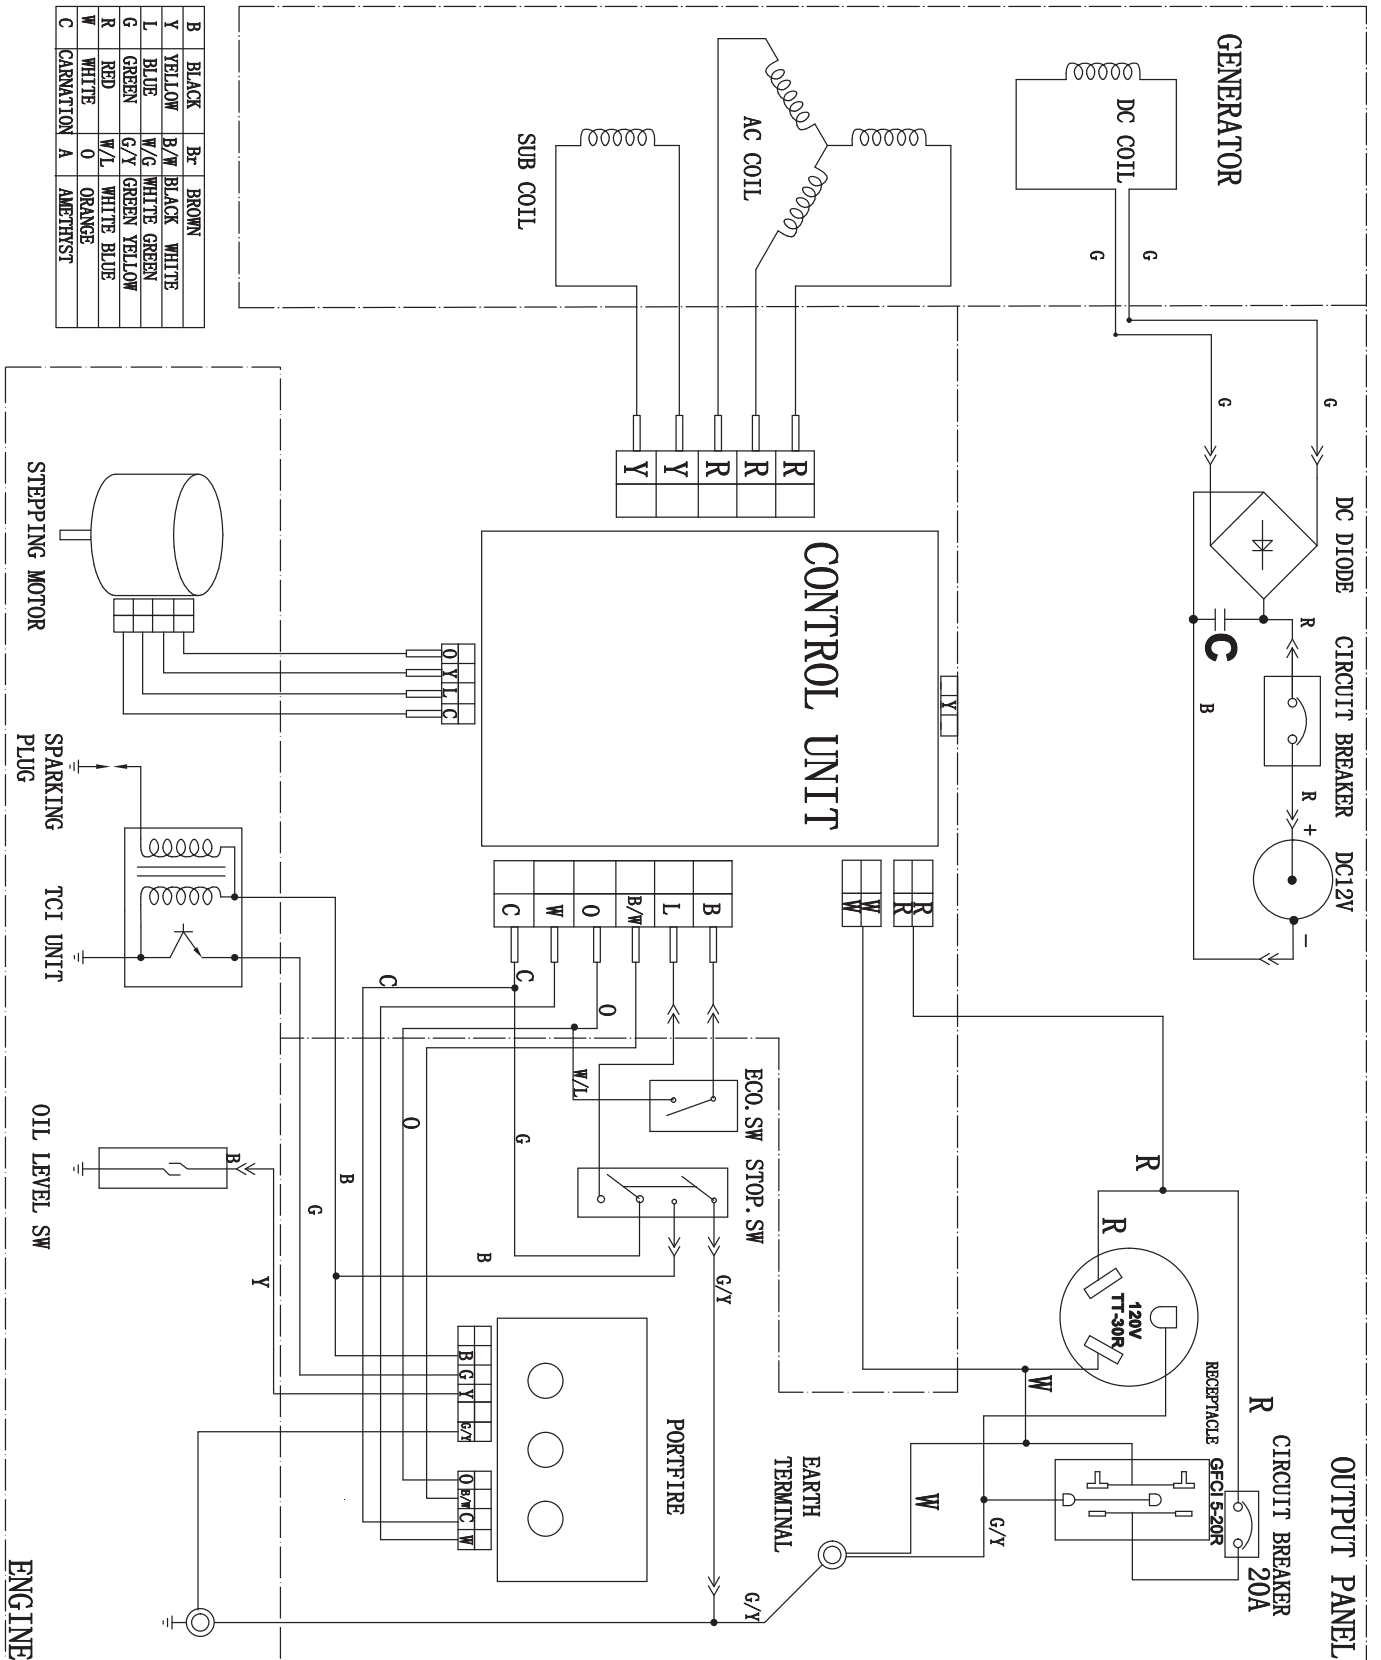 GENERATOR
DC COIL
AC COIL
SUB COIL
G
G
G
G
DC DIODE
R
CIRCUIT BREAKER
C
B
R
+
DC12V
-
R
R
R
Y
Y
CONTROL UNIT
Y
R
R
W
W
B
L
B/W
O
W
C
O
Y
L
C
STEPPING MOTOR
SPARKING
PLUG
TCI UNIT
OIL LEVEL SW
B
C
C
O
O
W/L
G
ECO.SW
STOP.SW
B
G
B
Y
G/Y
PORTFIRE
B
G
Y
G/Y
O
B/W
C
W
R
R
120V
TT-30R
RECEPTACLE
W
R
CIRCUIT BREAKER
20A
GFCI 5-20R
W
G/Y
EARTH
TERMINAL
G/Y
OUTPUT PANEL
ENGINE
B BLACK Br BROWN
Y YELLOW B/W BLACK WHITE
L BLUE W/G WHITE GREEN
G GREEN G/Y GREEN YELLOW
R RED W/L WHITE BLUE
W WHITE O ORANGE
C CARNATION A AMETHYST